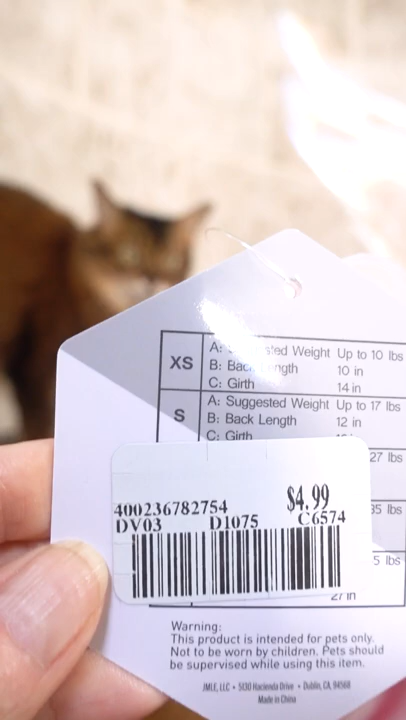 XS
A: Suggested Weight Up to 10 lbs
B: Back Length 10 in
C: Girth 14 in
S
A: Suggested Weight Up to 17 lbs
B: Back Length 12 in
C: Girth
27 lbs
35 lbs
5 lbs
27 in
$4.99
400236782754
DV03 D1075 C6574
Warning:
This product is intended for pets only.
Not to be worn by children. Pets should
be supervised while using this item.
JMLE, LLC • 5130 Hacienda Drive • Dublin, CA, 94568
Made in China